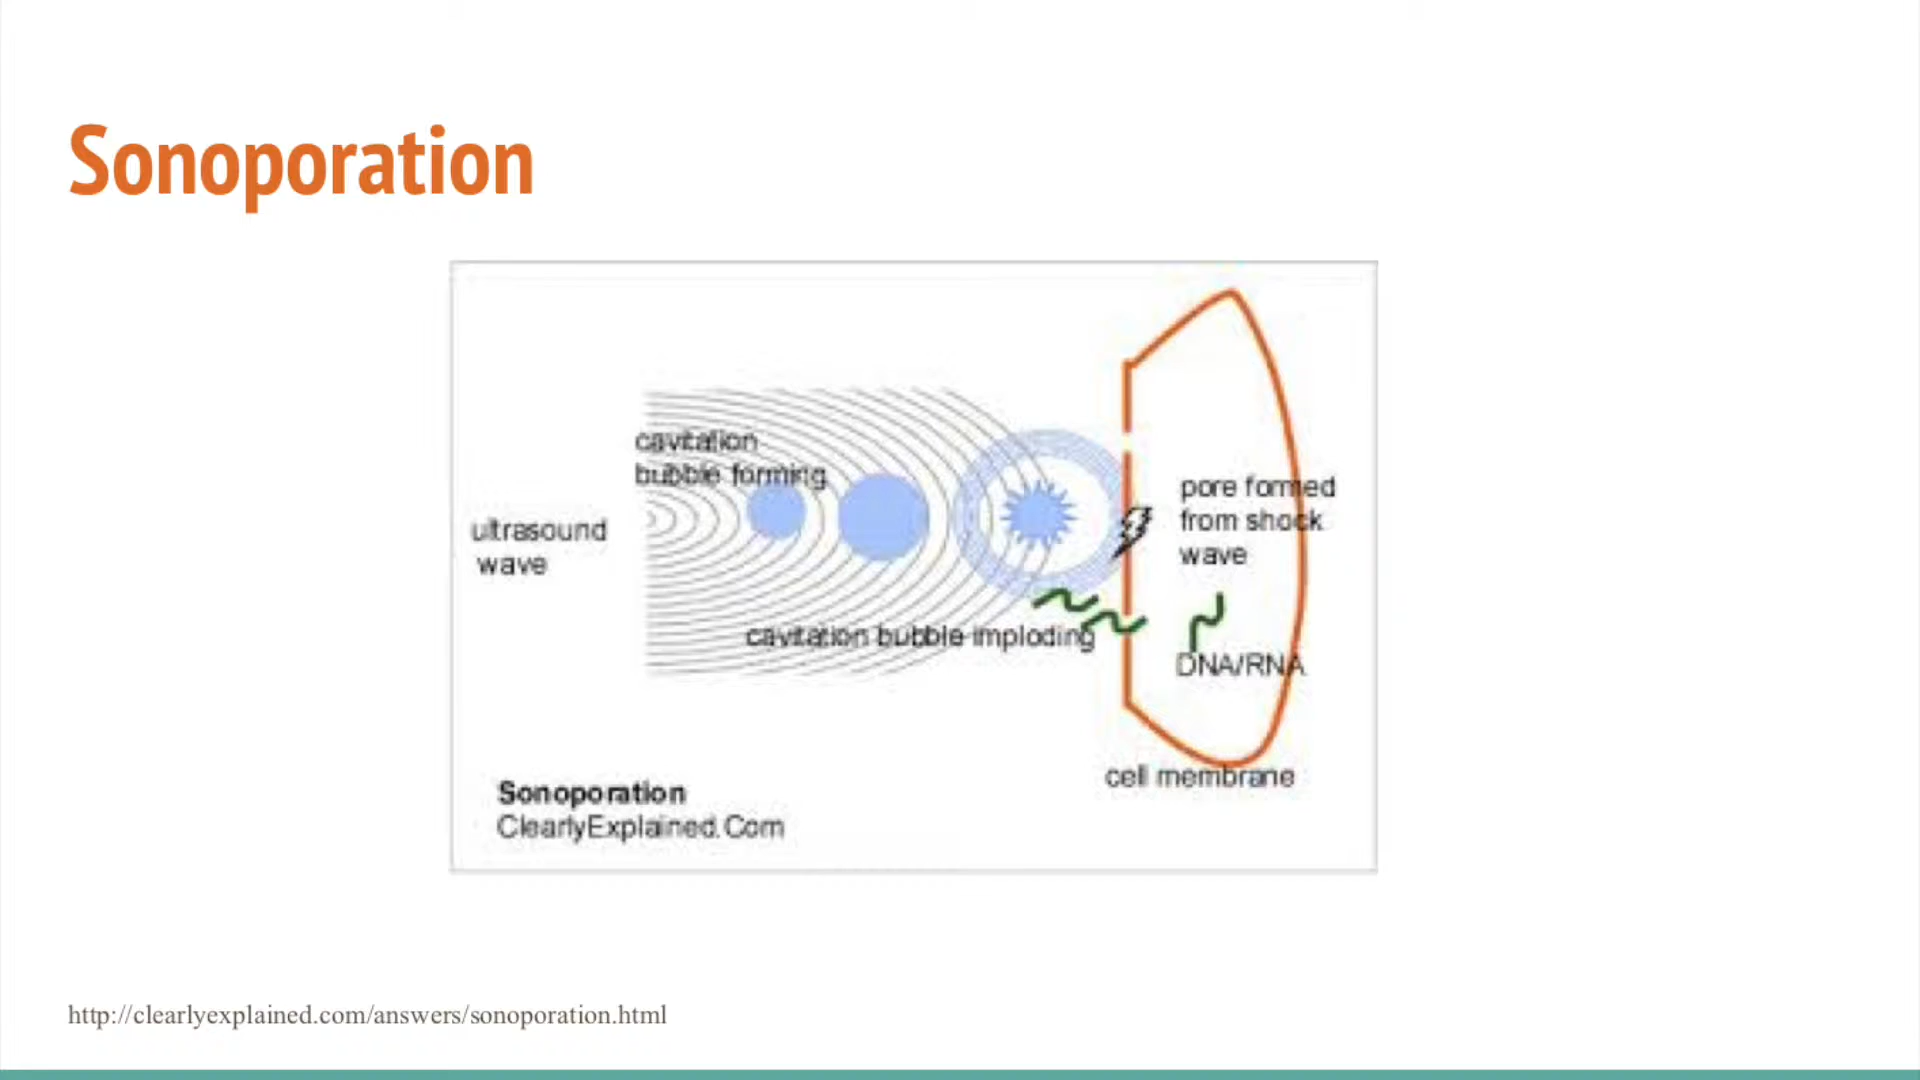 Sonoporation
cavitation
bubble forming
ultrasound
wave
pore formed
from shock
wave
cavitation bubble imploding
DNA/RNA
cell membrane
Sonoporation
ClearlyExplained.Com
http://clearlyexplained.com/answers/sonoporation.html